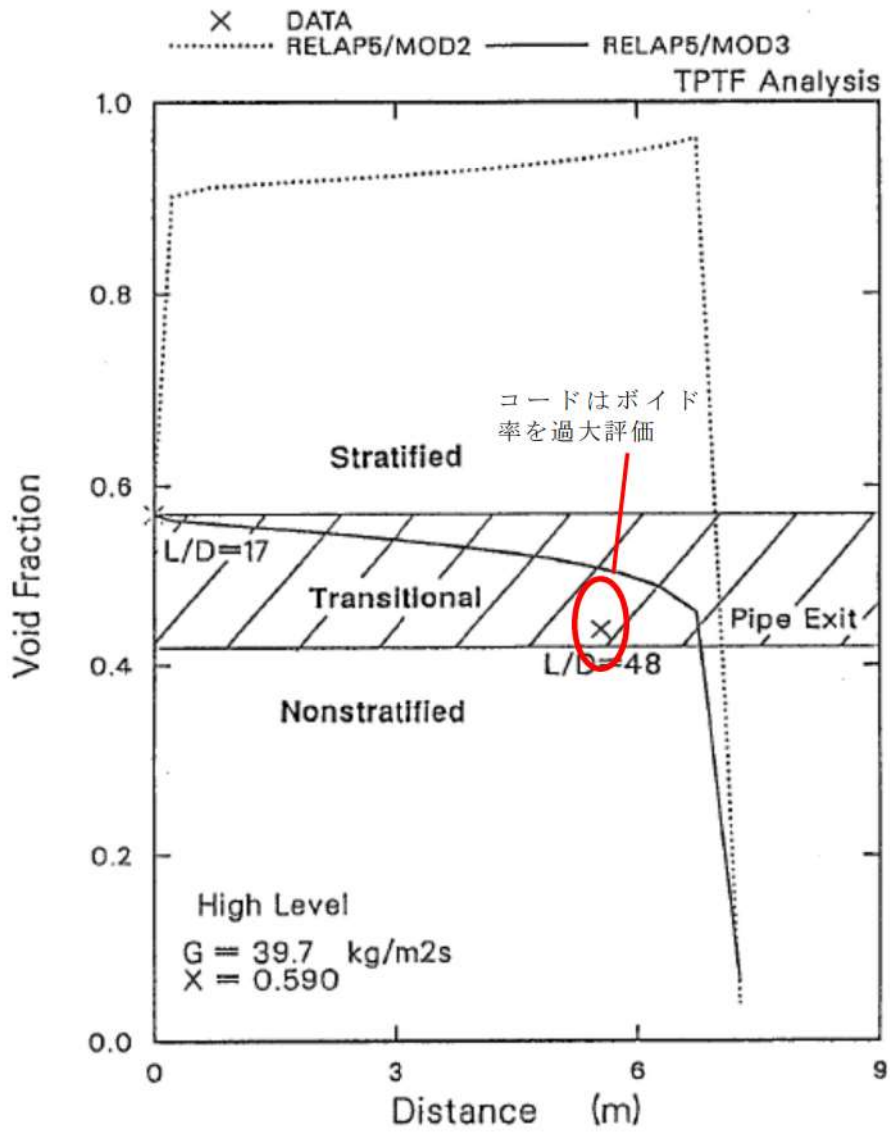 × DATA
RELAP5/MOD2 RELAP5/MOD3
TPTF Analysis
1.0
0.8
0.6
0.4
0.2
0.0
Void Fraction
コードはボイド
率を過大評価
Stratified
L/D=17
Transitional
Pipe Exit
L/D=48
Nonstratified
High Level
G = 39.7 kg/m2s
X = 0.590
0 3 6 9
Distance (m)